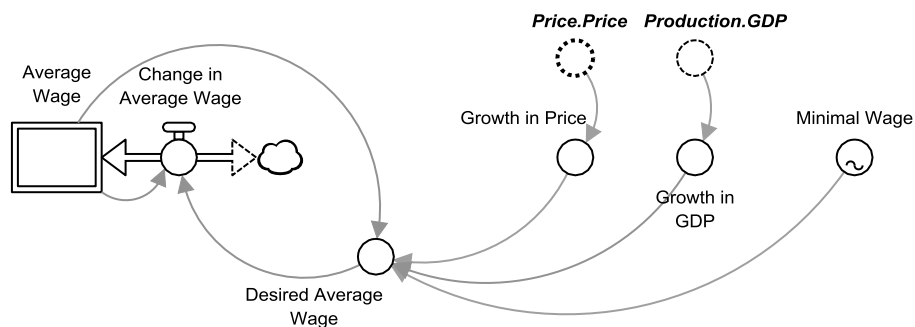 Price.Price
Production.GDP
Average
Wage
Change in
Average Wage
Growth in Price
Minimal Wage
Growth in
GDP
Desired Average
Wage